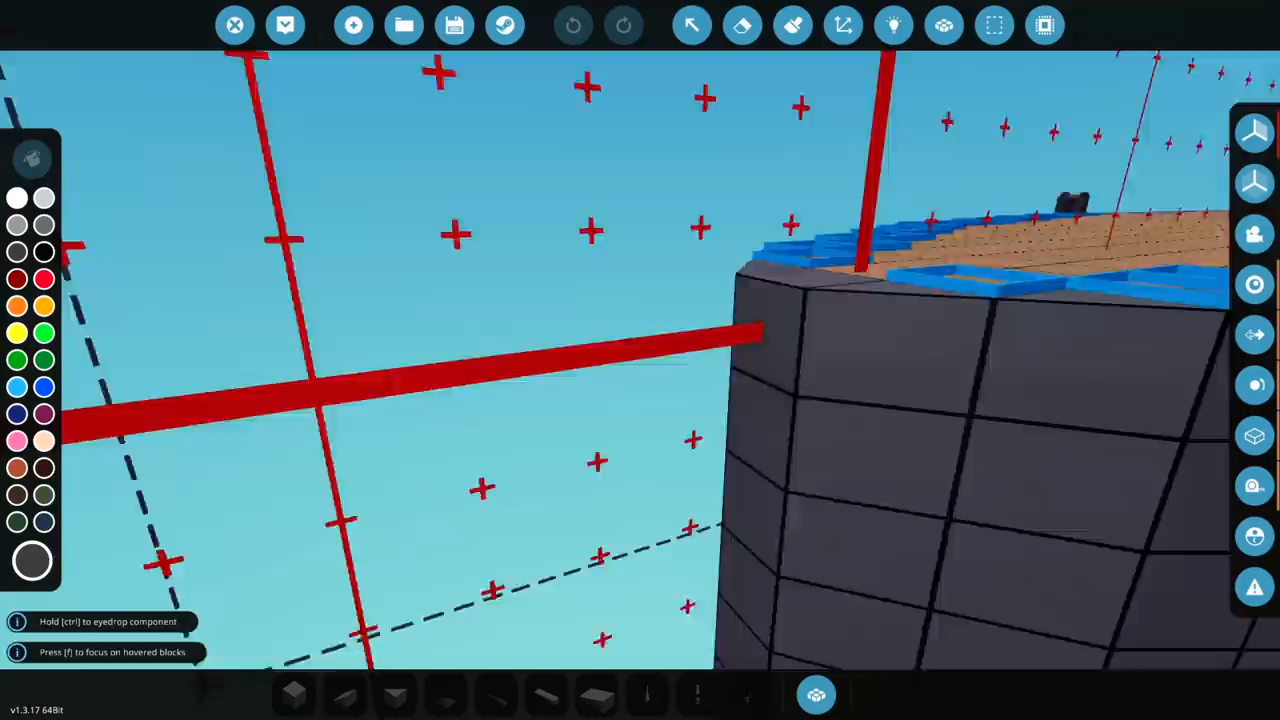 Hold [ctrl] to eyedrop component
Press [f] to focus on hovered blocks
v1.3.17 64Bit